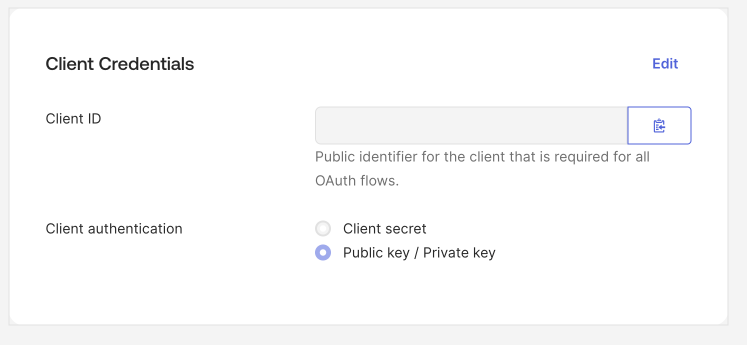 Client Credentials
Edit
Client ID
Public identifier for the client that is required for all
OAuth flows.
Client authentication
Client secret
Public key / Private key